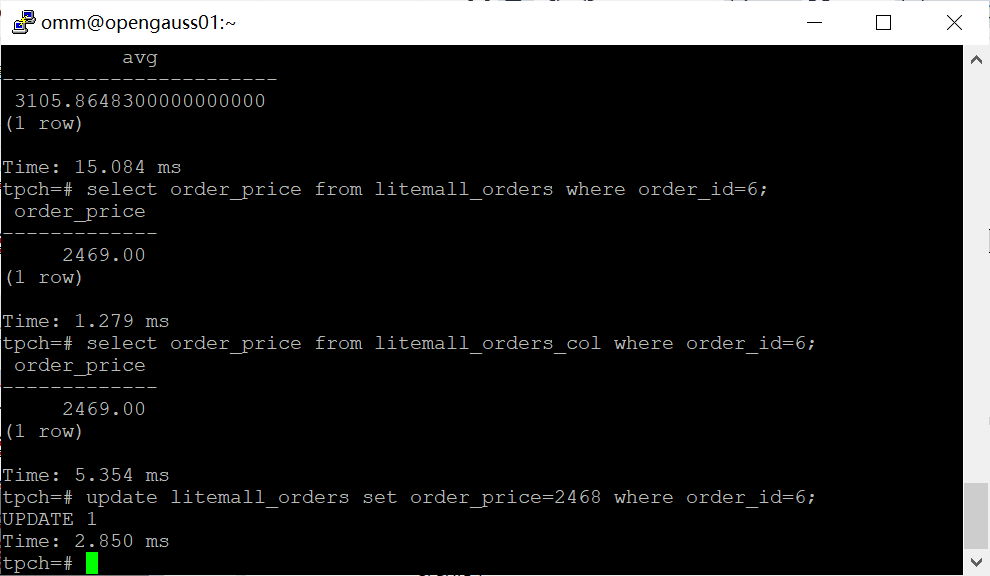 omm@opengauss01:~
avg
-----------------------
3105.8648300000000000
(1 row)
Time: 15.084 ms
tpch=# select order_price from litemall_orders where order_id=6;
order_price
-------------
2469.00
(1 row)
Time: 1.279 ms
tpch=# select order_price from litemall_orders_col where order_id=6;
order_price
-------------
2469.00
(1 row)
Time: 5.354 ms
tpch=# update litemall_orders set order_price=2468 where order_id=6;
UPDATE 1
Time: 2.850 ms
tpch=#